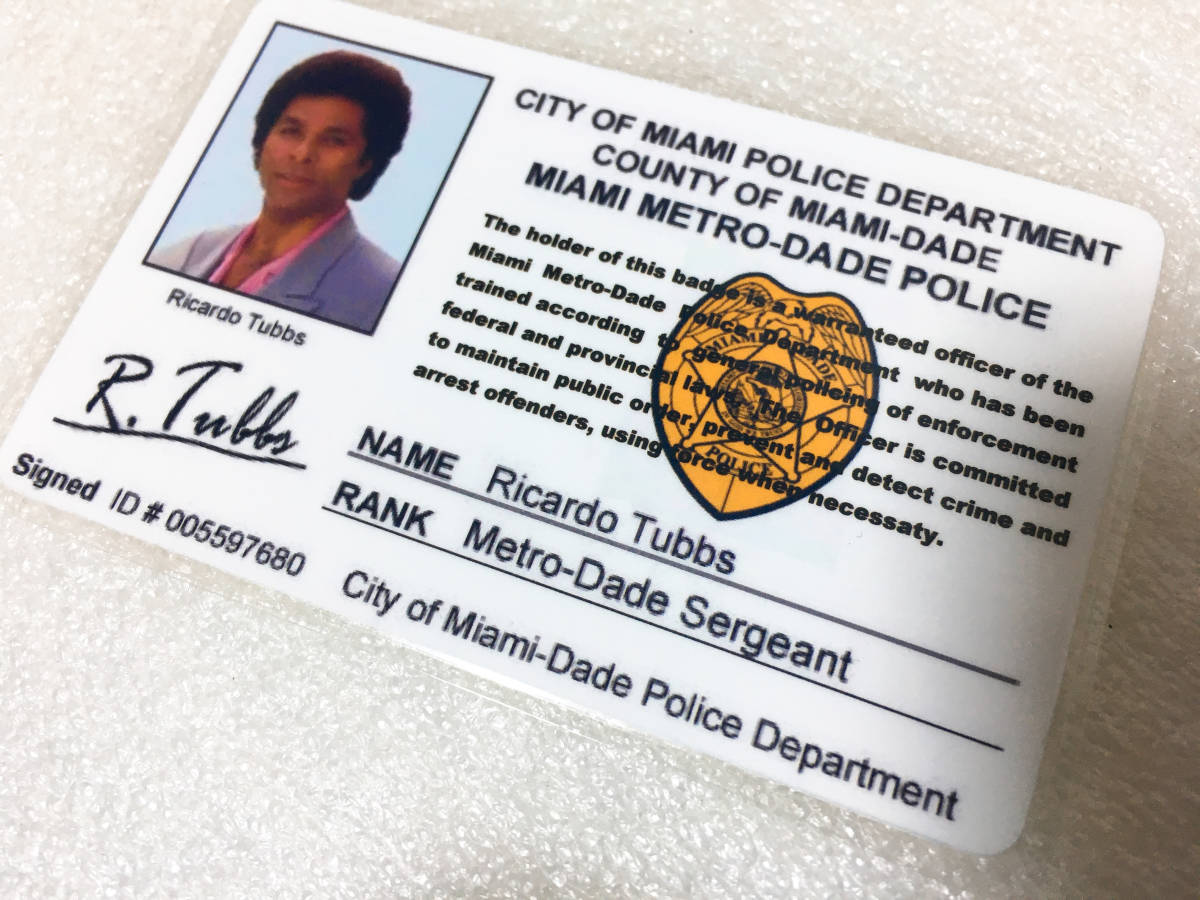 CITY OF MIAMI POLICE DEPARTMENT
COUNTY OF MIAMI-DADE
MIAMI METRO-DADE POLICE
The holder of this badge is a warranteed officer of the
Miami Metro-Dade Police Department who has been
trained according to general policing of enforcement
federal and provincial laws. The Officer is committed
to maintain public order, prevent and detect crime and
arrest offenders, using force when necessaty.
MIAMI DADE
POLICE
Ricardo Tubbs
R. Tubbs
Signed ID # 005597680
NAME Ricardo Tubbs
RANK Metro-Dade Sergeant
City of Miami-Dade Police Department